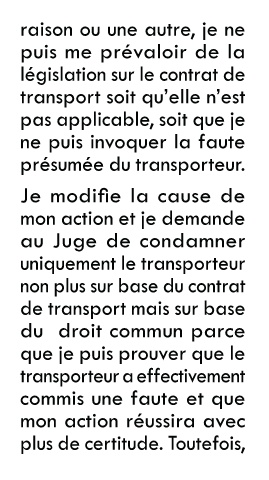 raison ou une autre, je ne
puis me prévaloir de la
législation sur le contrat de
transport soit qu’elle n’est
pas applicable, soit que je
ne puis invoquer la faute
présumée du transporteur.
Je modifie la cause de
mon action et je demande
au Juge de condamner
uniquement le transporteur
non plus sur base du contrat
de transport mais sur base
du droit commun parce
que je puis prouver que le
transporteur a effectivement
commis une faute et que
mon action réussira avec
plus de certitude. Toutefois,